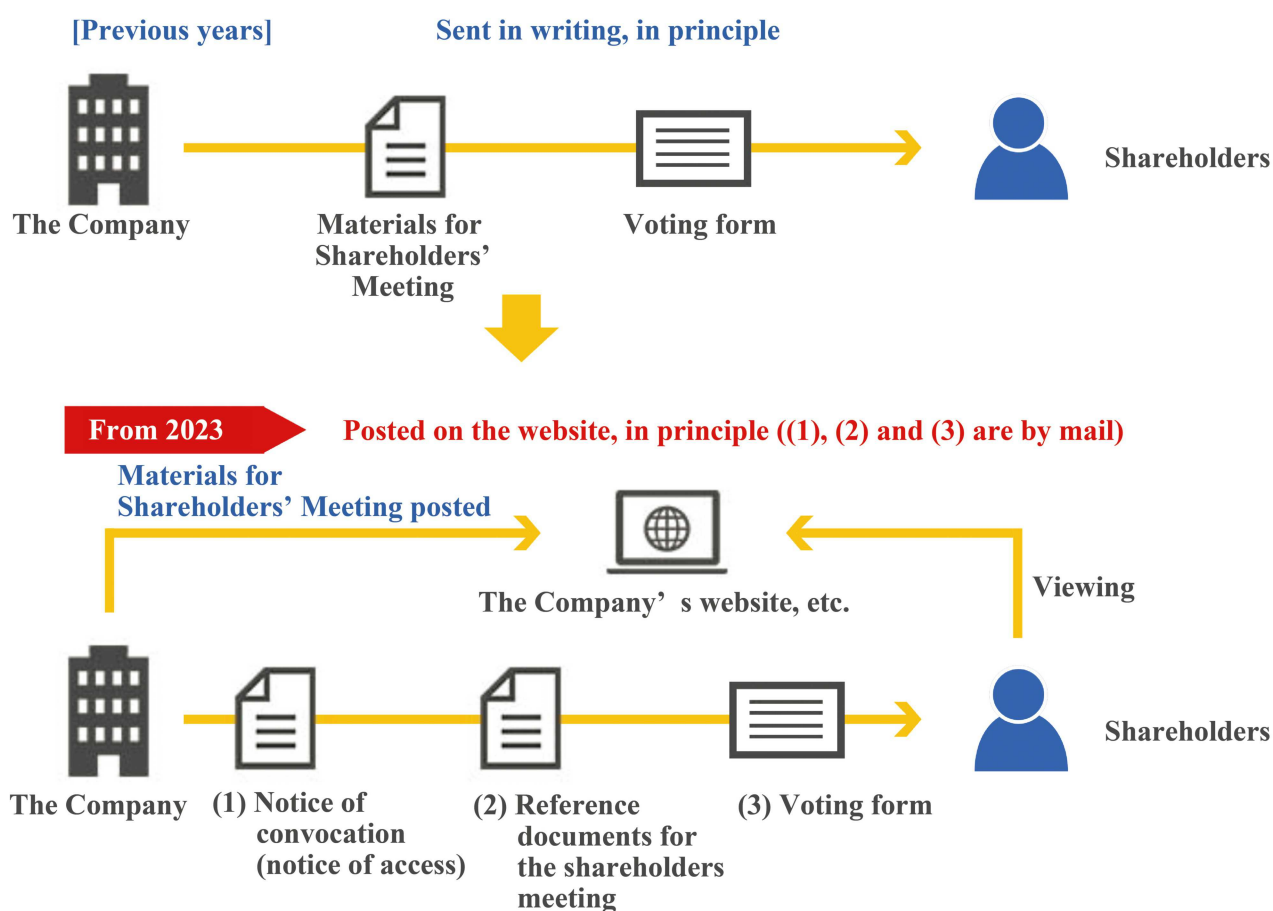 [Previous years] Sent in writing, in principle
The Company
Materials for
Shareholders’
Meeting
Voting form
Shareholders
From 2023
Posted on the website, in principle ((1), (2) and (3) are by mail)
Materials for
Shareholders’ Meeting posted
The Company’ s website, etc.
Viewing
The Company
(1) Notice of
convocation
(notice of access)
(2) Reference
documents for
the shareholders
meeting
(3) Voting form
Shareholders